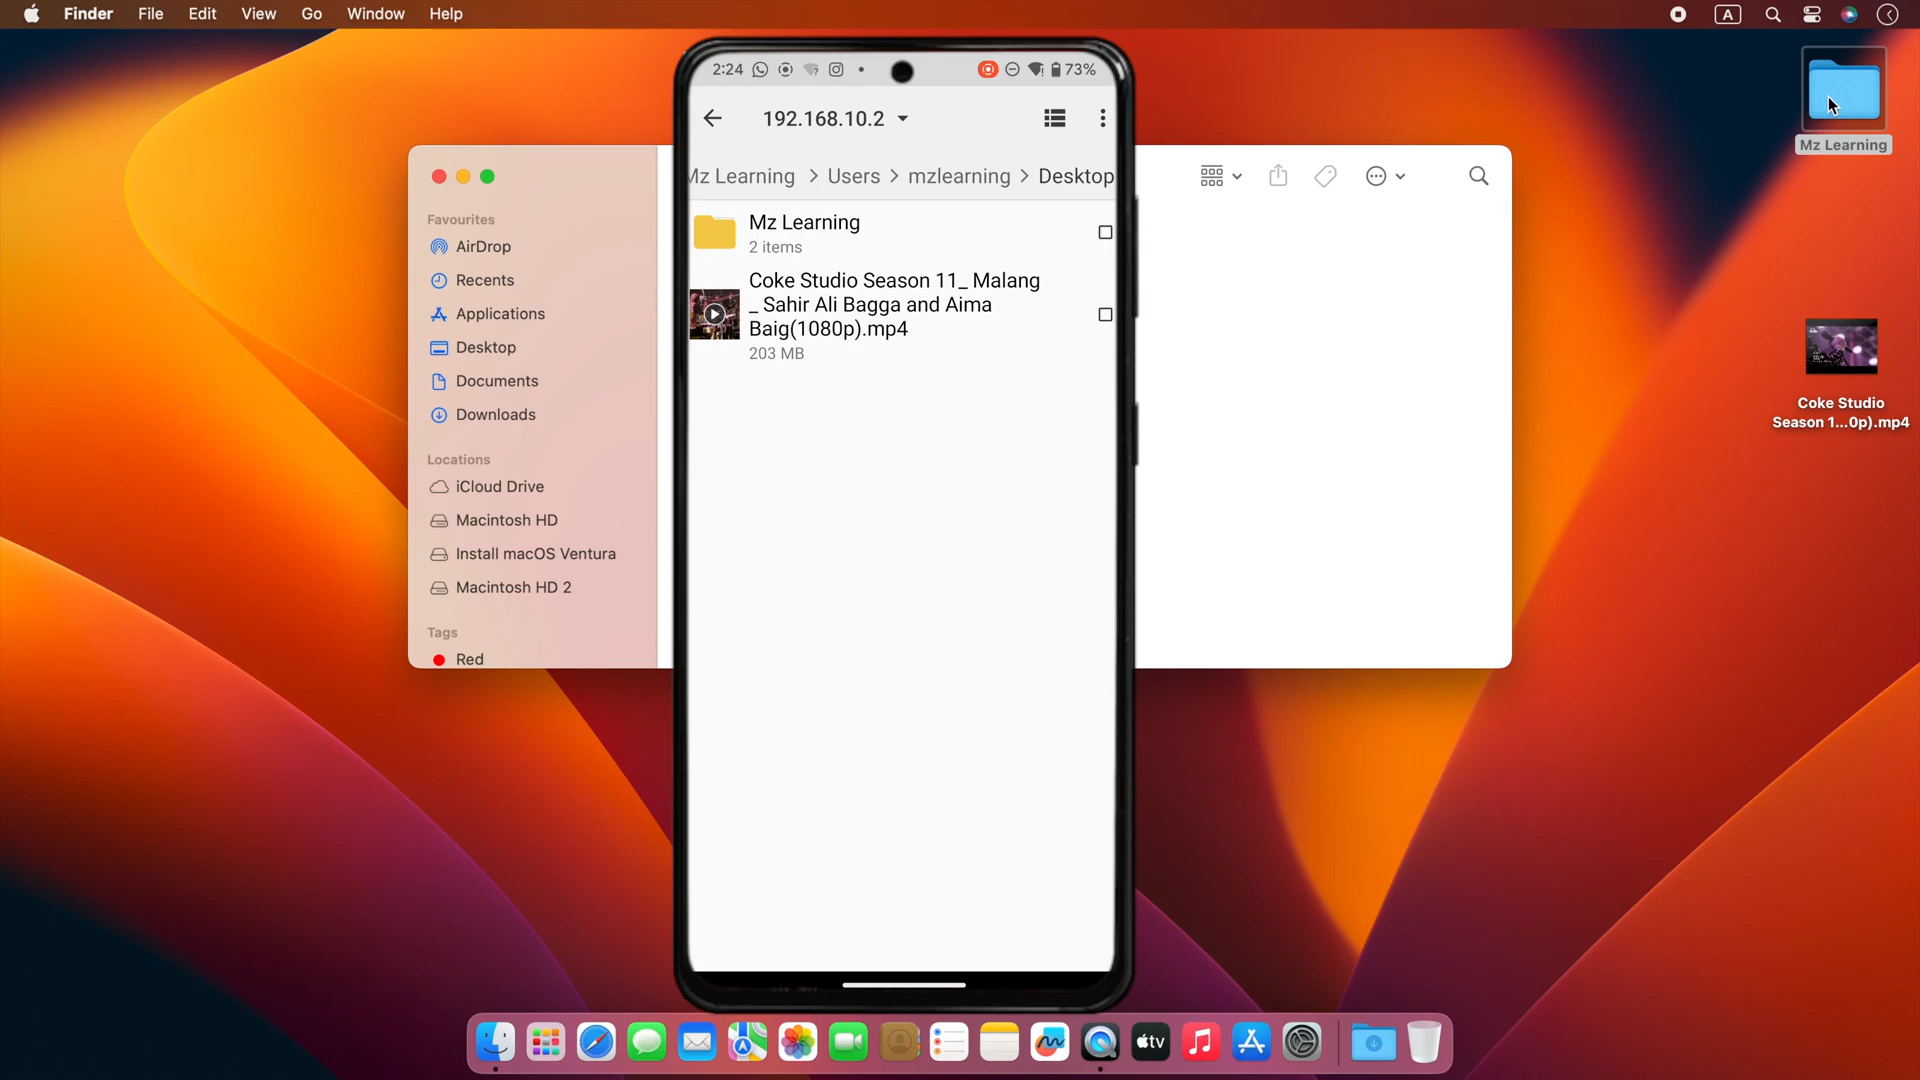 Finder File Edit View Go Window Help
A
2:24
73%
192.168.10.2
Mz Learning > Users > mzlearning > Desktop
Mz Learning
2 items
Coke Studio Season 11_ Malang
_ Sahir Ali Bagga and Aima
Baig(1080p).mp4
203 MB
Favourites
AirDrop
Recents
Applications
Desktop
Documents
Downloads
Locations
iCloud Drive
Macintosh HD
Install macOS Ventura
Macintosh HD 2
Tags
Red
Mz Learning
Coke Studio
Season 1...0p).mp4
tv